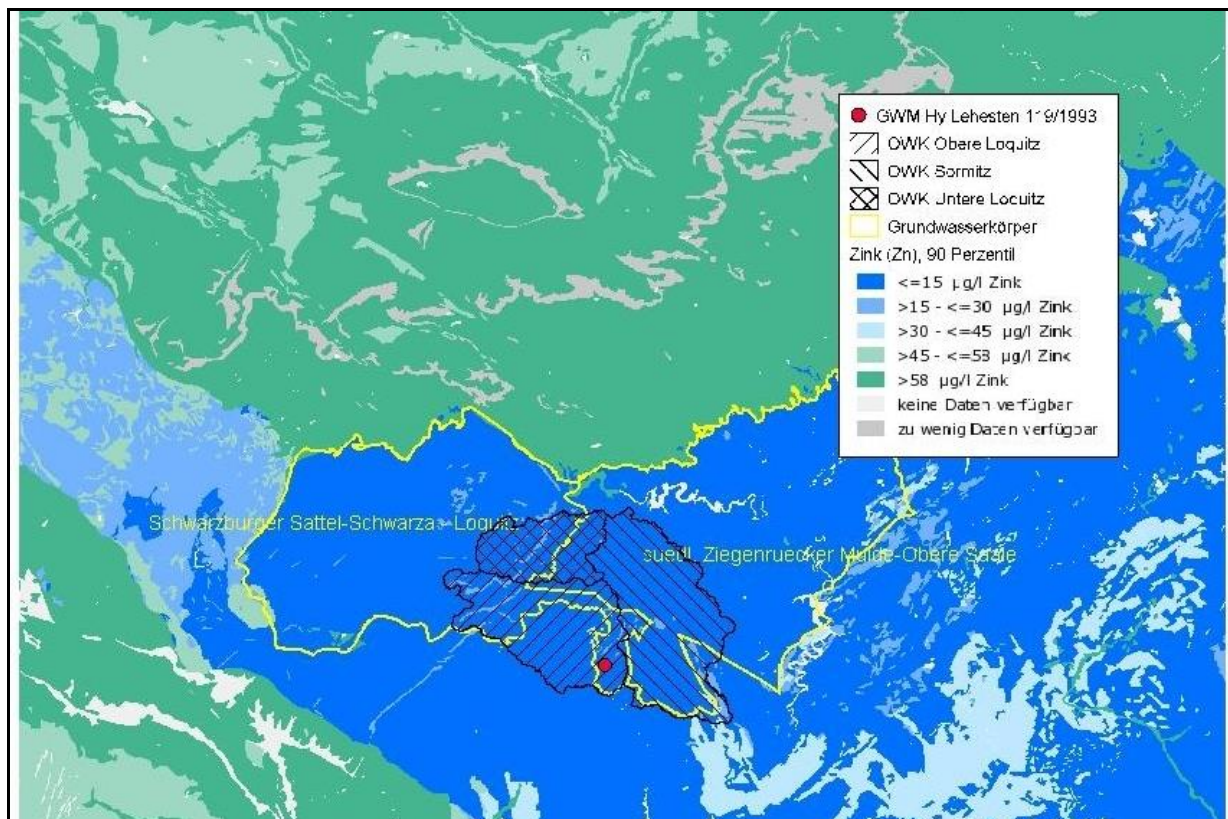 GWM Hy Lehesten 119/1993
OWK Obere Loquitz
OWK Sormitz
OWK Untere Loquitz
Grundwasserkörper
Zink (Zn), 90 Perzentil
<=15 µg/l Zink
>15 - <=30 µg/l Zink
>30 - <=45 µg/l Zink
>45 - <=58 µg/l Zink
>58 µg/l Zink
keine Daten verfügbar
zu wenig Daten verfügbar
Schwarzburger Sattel-Schwarza - Loquitz
suedl. Ziegenruecker Mulde-Obere Saale